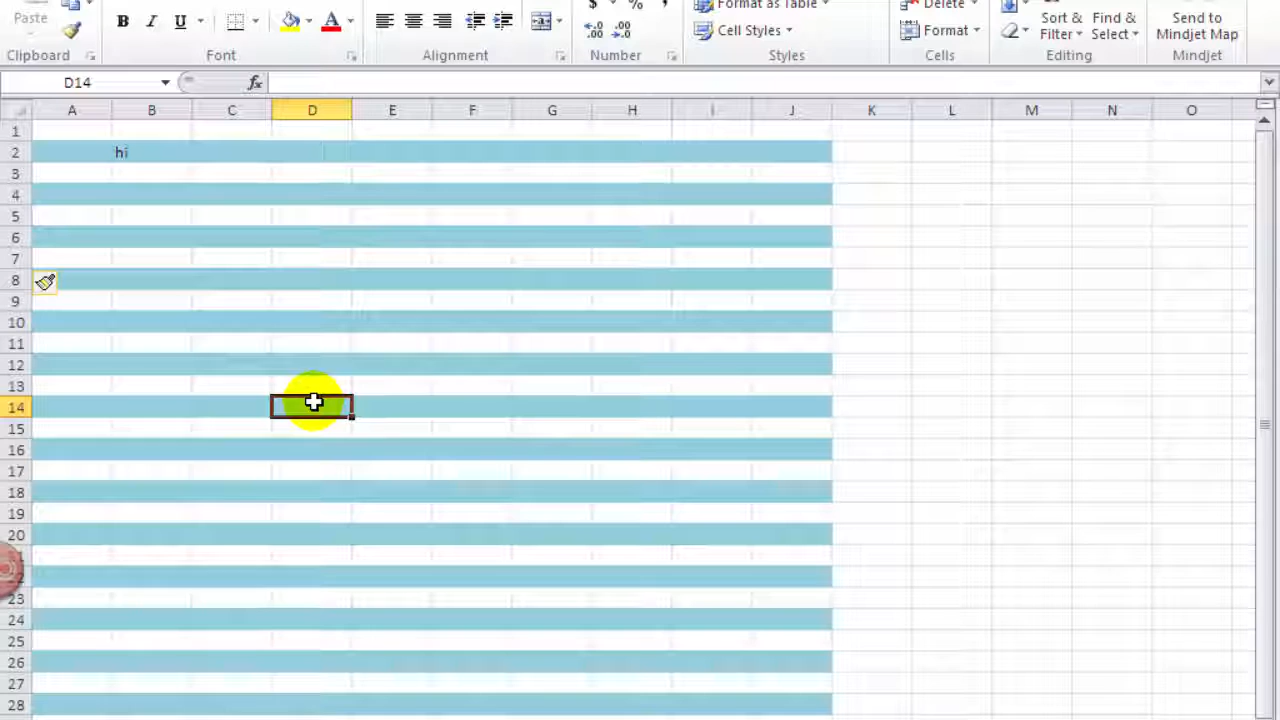 $ % ,
Format as Table
Delete
Paste
B I U A
.00 .00
Cell Styles
Format
Sort & Find &
Filter Select
Send to
Mindjet Map
Clipboard Font Alignment Number Styles Cells Editing Mindjet
D14 fx
A B C D E F G H I J K L M N O
1
2 hi
3
4
5
6
7
8
9
10
11
12
13
14
15
16
17
18
19
20
23
24
25
26
27
28